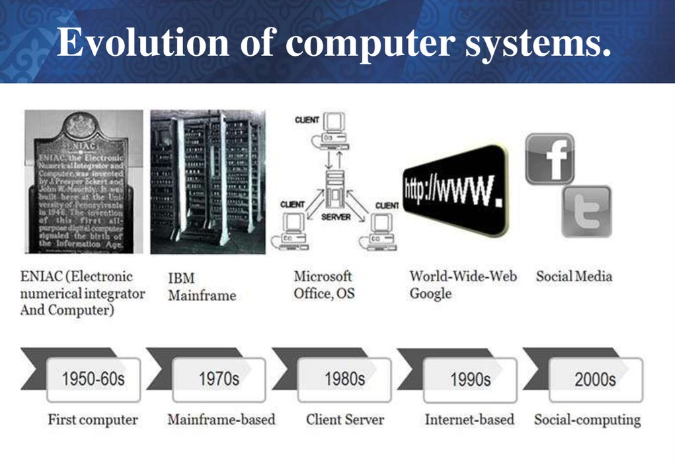 Evolution of computer systems.
ENIAC
ENIAC, the Electronic
Numerical Integrator and
Computer, was invented
by J. Presper Eckert and
John W. Mauchly. It was
built here at the Uni-
versity of Pennsylvania
in 1946. The invention
of this first all-
purpose digital computer
signaled the birth of
the Information Age.
CLIENT
CLIENT
CLIENT
SERVER
http://WWW.
f
t
ENIAC (Electronic
numerical integrator
And Computer)
IBM
Mainframe
Microsoft
Office, OS
World-Wide-Web
Google
Social Media
1950-60s
1970s
1980s
1990s
2000s
First computer
Mainframe-based
Client Server
Internet-based
Social-computing